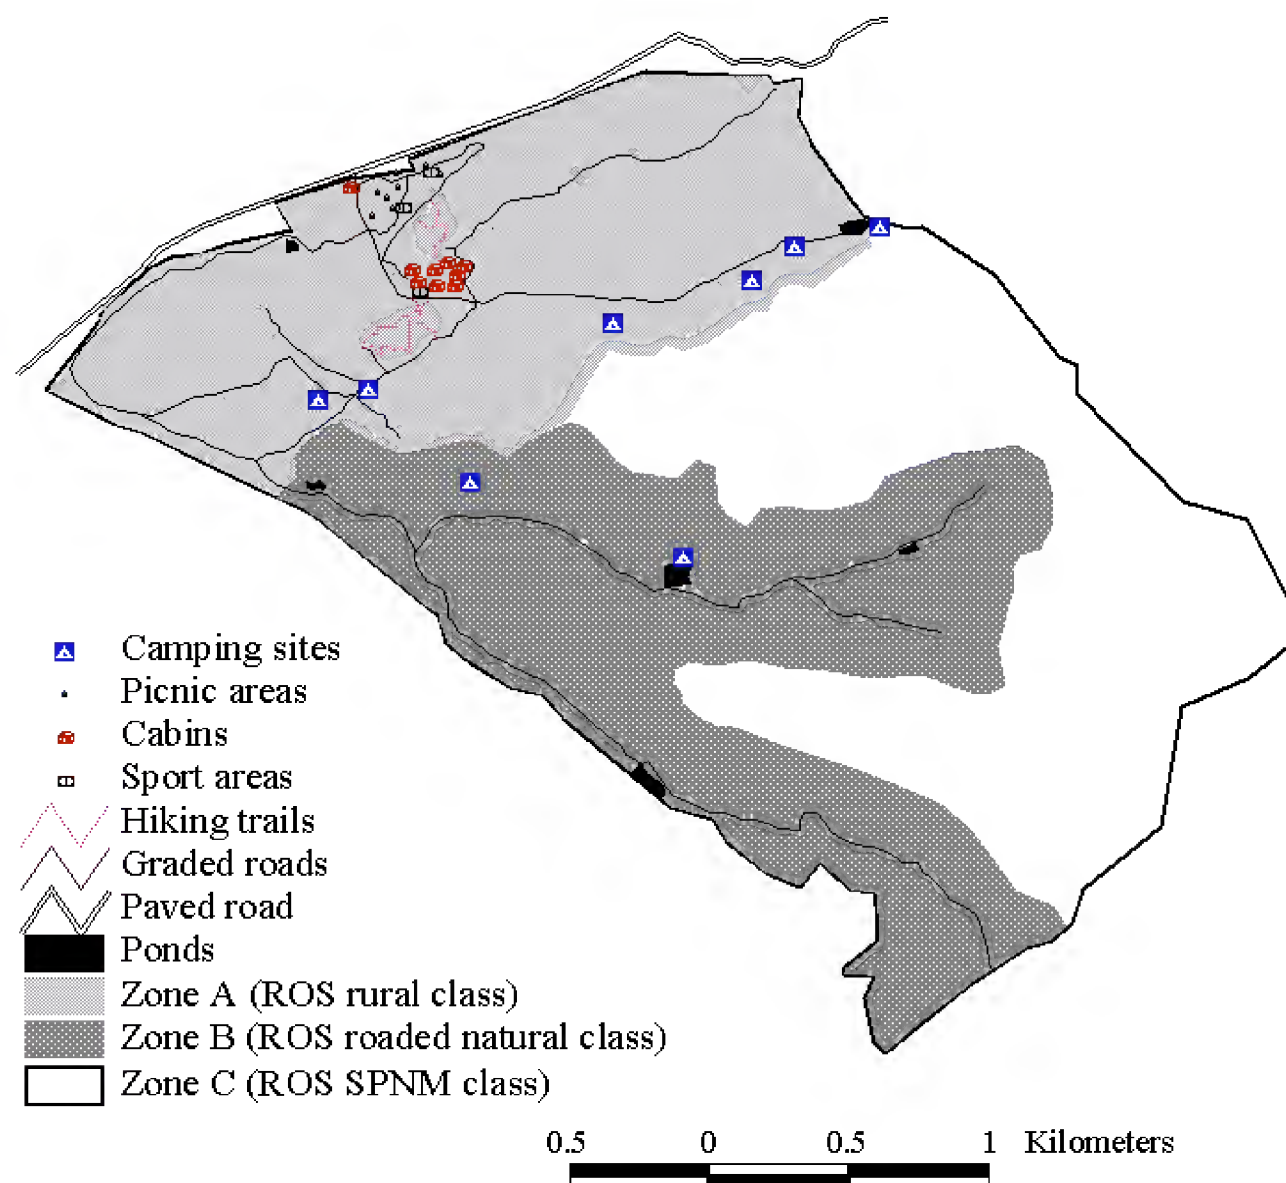 Camping sites
Picnic areas
Cabins
Sport areas
Hiking trails
Graded roads
Paved road
Ponds
Zone A (ROS rural class)
Zone B (ROS roaded natural class)
Zone C (ROS SPNM class)
0.5 0 0.5 1 Kilometers